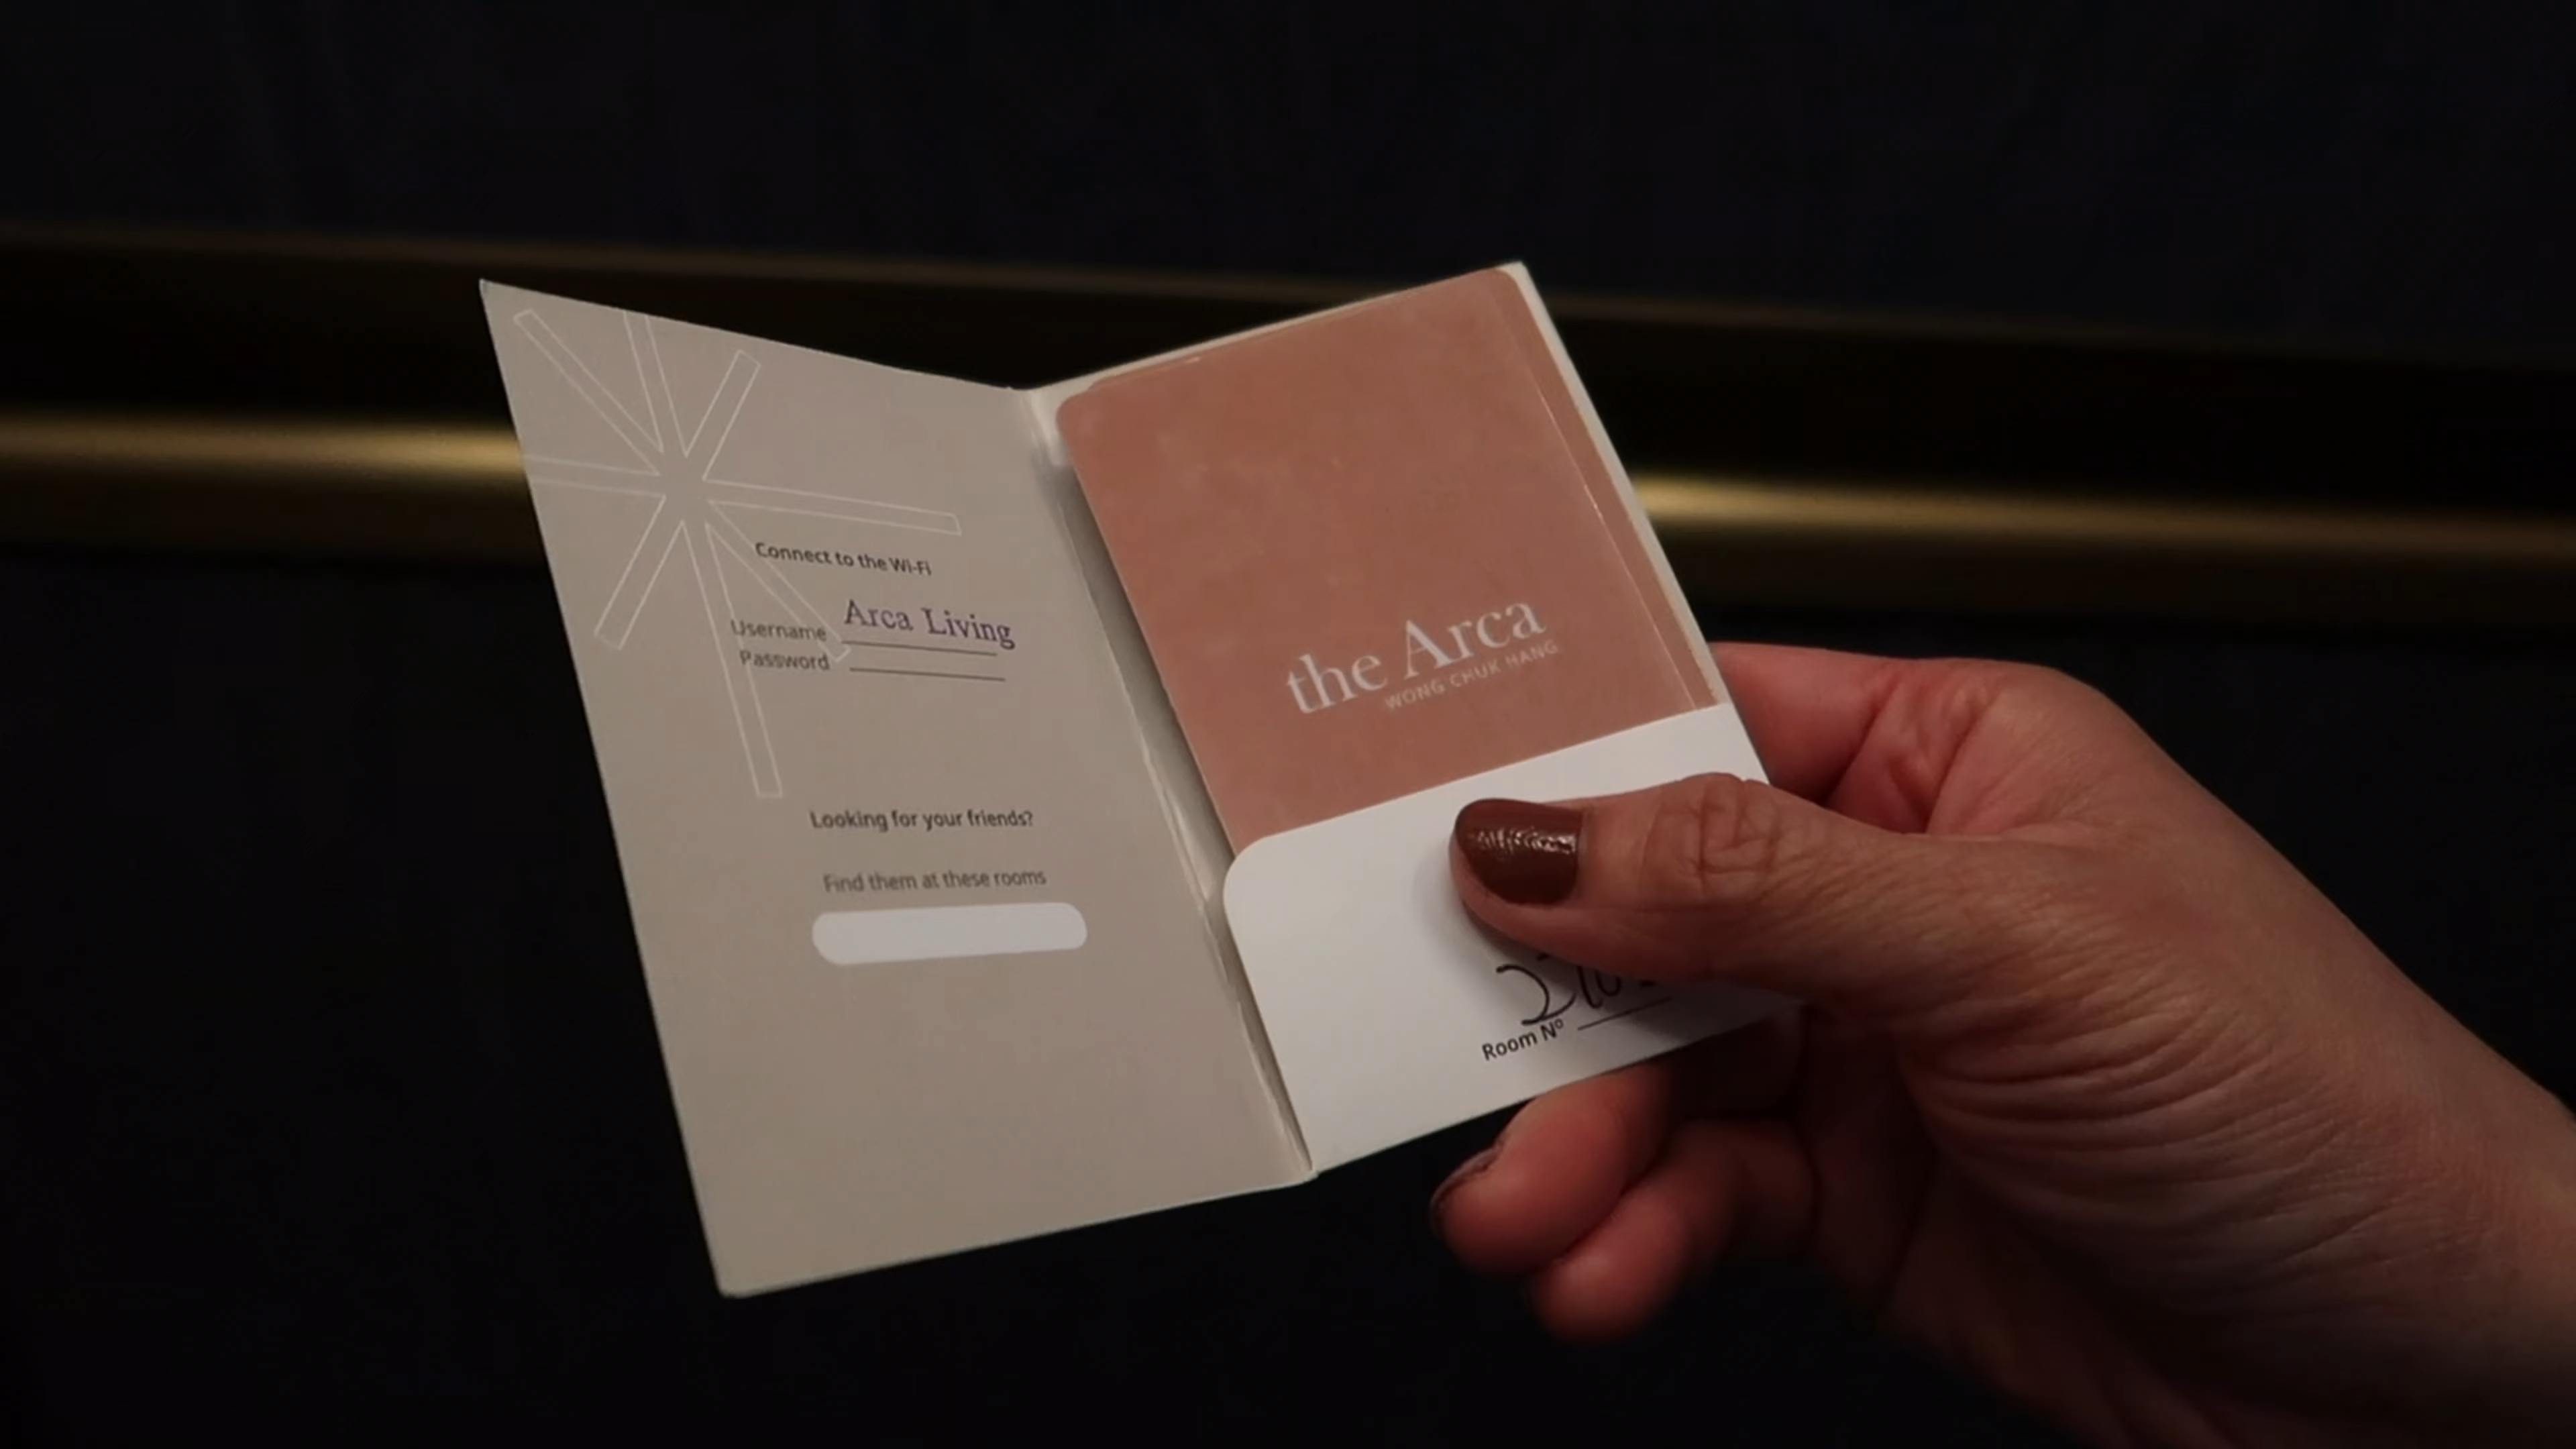 Connect to the Wi-Fi
Username Arca Living
Password
Looking for your friends?
Find them at these rooms
the Arca
WONG CHUK HANG
Room Nº